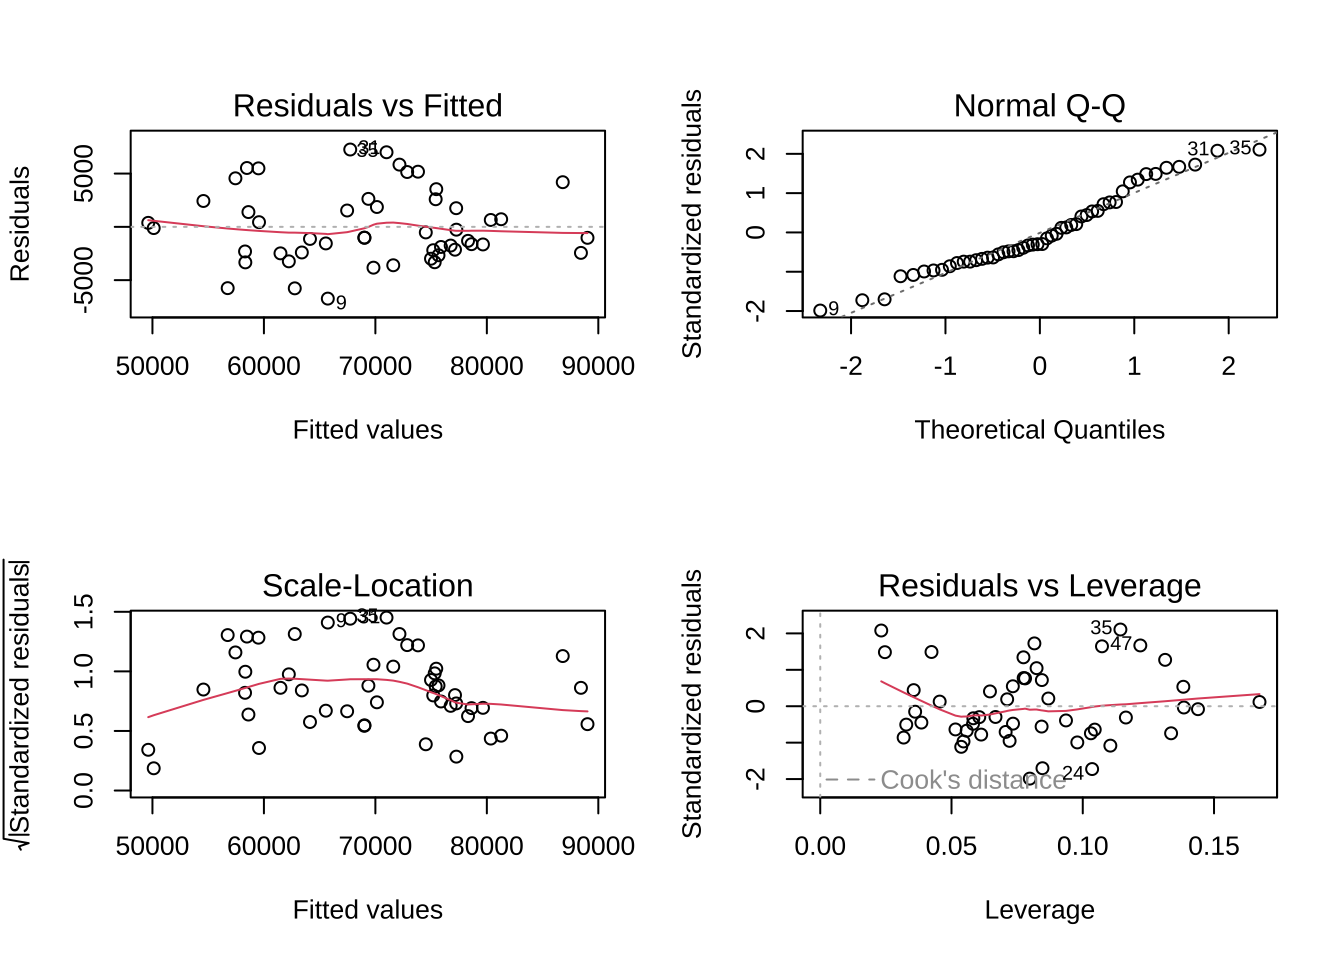 Residuals vs Fitted
Residuals
-5000 5000
31
35
9
50000 60000 70000 80000 90000
Fitted values
Normal Q-Q
Standardized residuals
-2 0 1 2
31 35
9
-2 -1 0 1 2
Theoretical Quantiles
Scale-Location
√|Standardized residuals|
0.0 0.5 1.0 1.5
9 35
31
50000 60000 70000 80000 90000
Fitted values
Residuals vs Leverage
Standardized residuals
-2 0 2
35
47
24
Cook's distance
0.00 0.05 0.10 0.15
Leverage